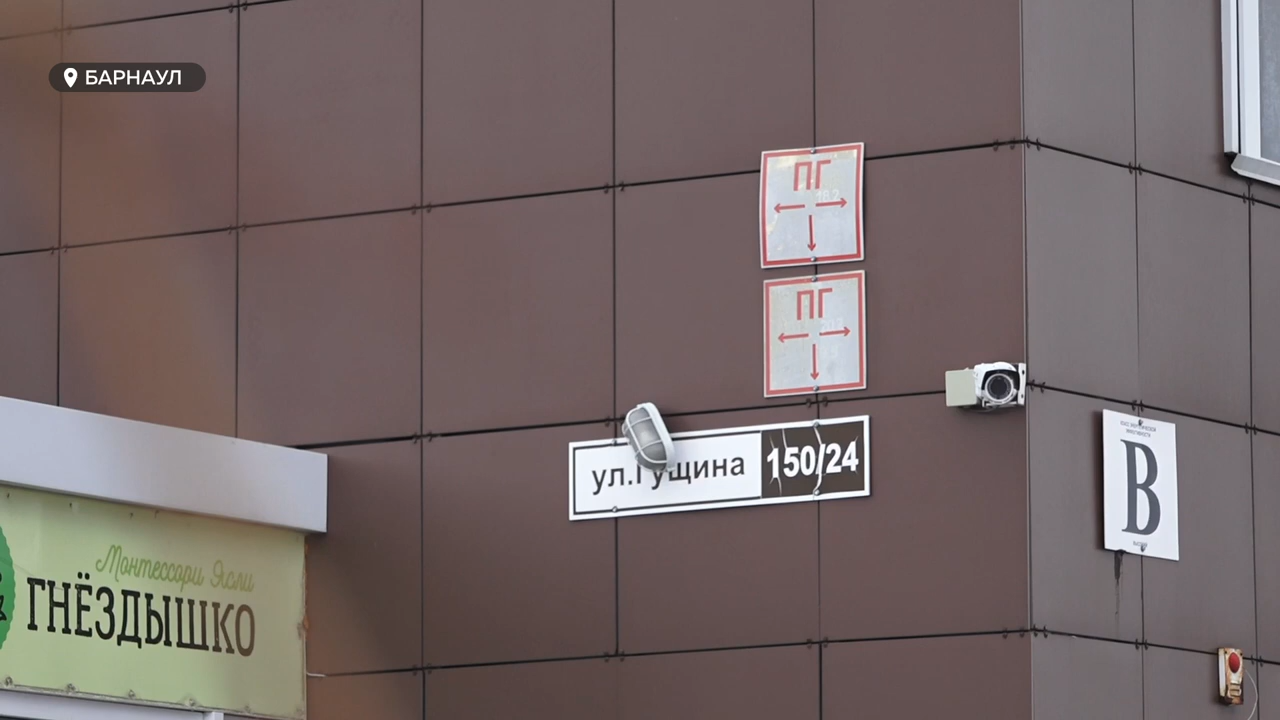 БАРНАУЛ
ПГ
ПГ
ул.Гущина 150/24
В
Монтессори Ясли
ГНЁЗДЫШКО